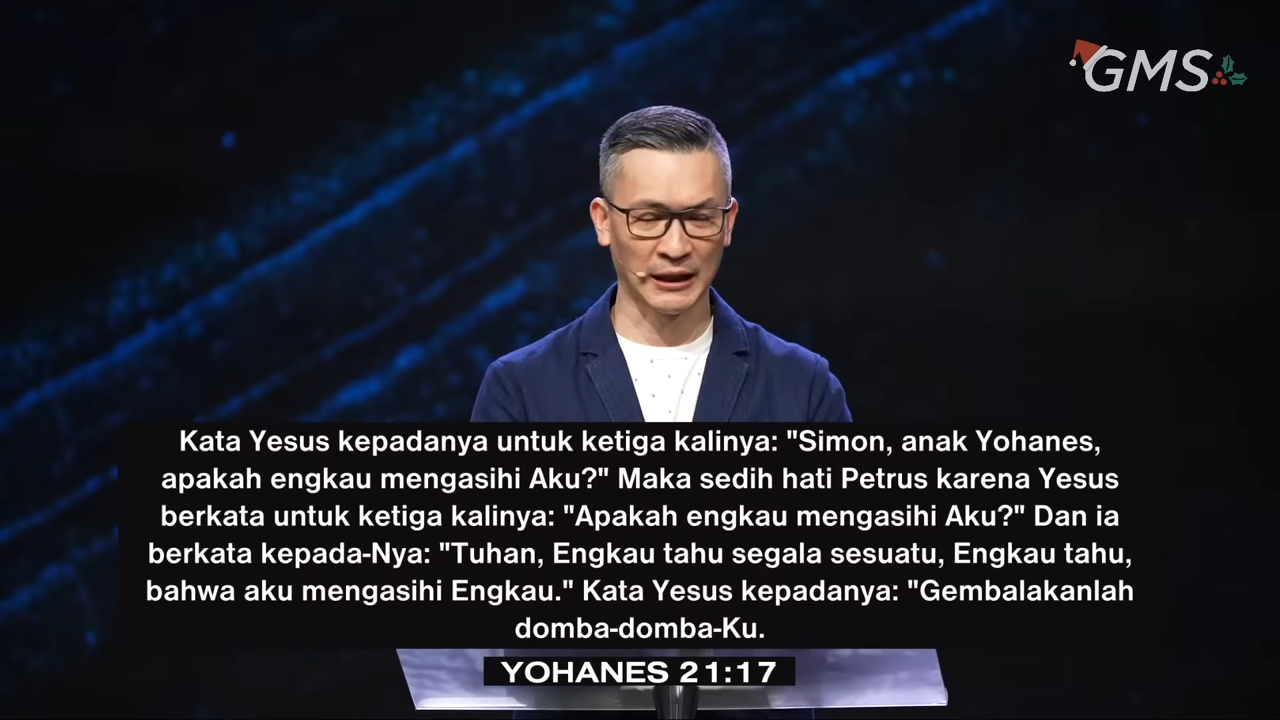 GMS
Kata Yesus kepadanya untuk ketiga kalinya: "Simon, anak Yohanes,
apakah engkau mengasihi Aku?" Maka sedih hati Petrus karena Yesus
berkata untuk ketiga kalinya: "Apakah engkau mengasihi Aku?" Dan ia
berkata kepada-Nya: "Tuhan, Engkau tahu segala sesuatu, Engkau tahu,
bahwa aku mengasihi Engkau." Kata Yesus kepadanya: "Gembalakanlah
domba-domba-Ku.
YOHANES 21:17